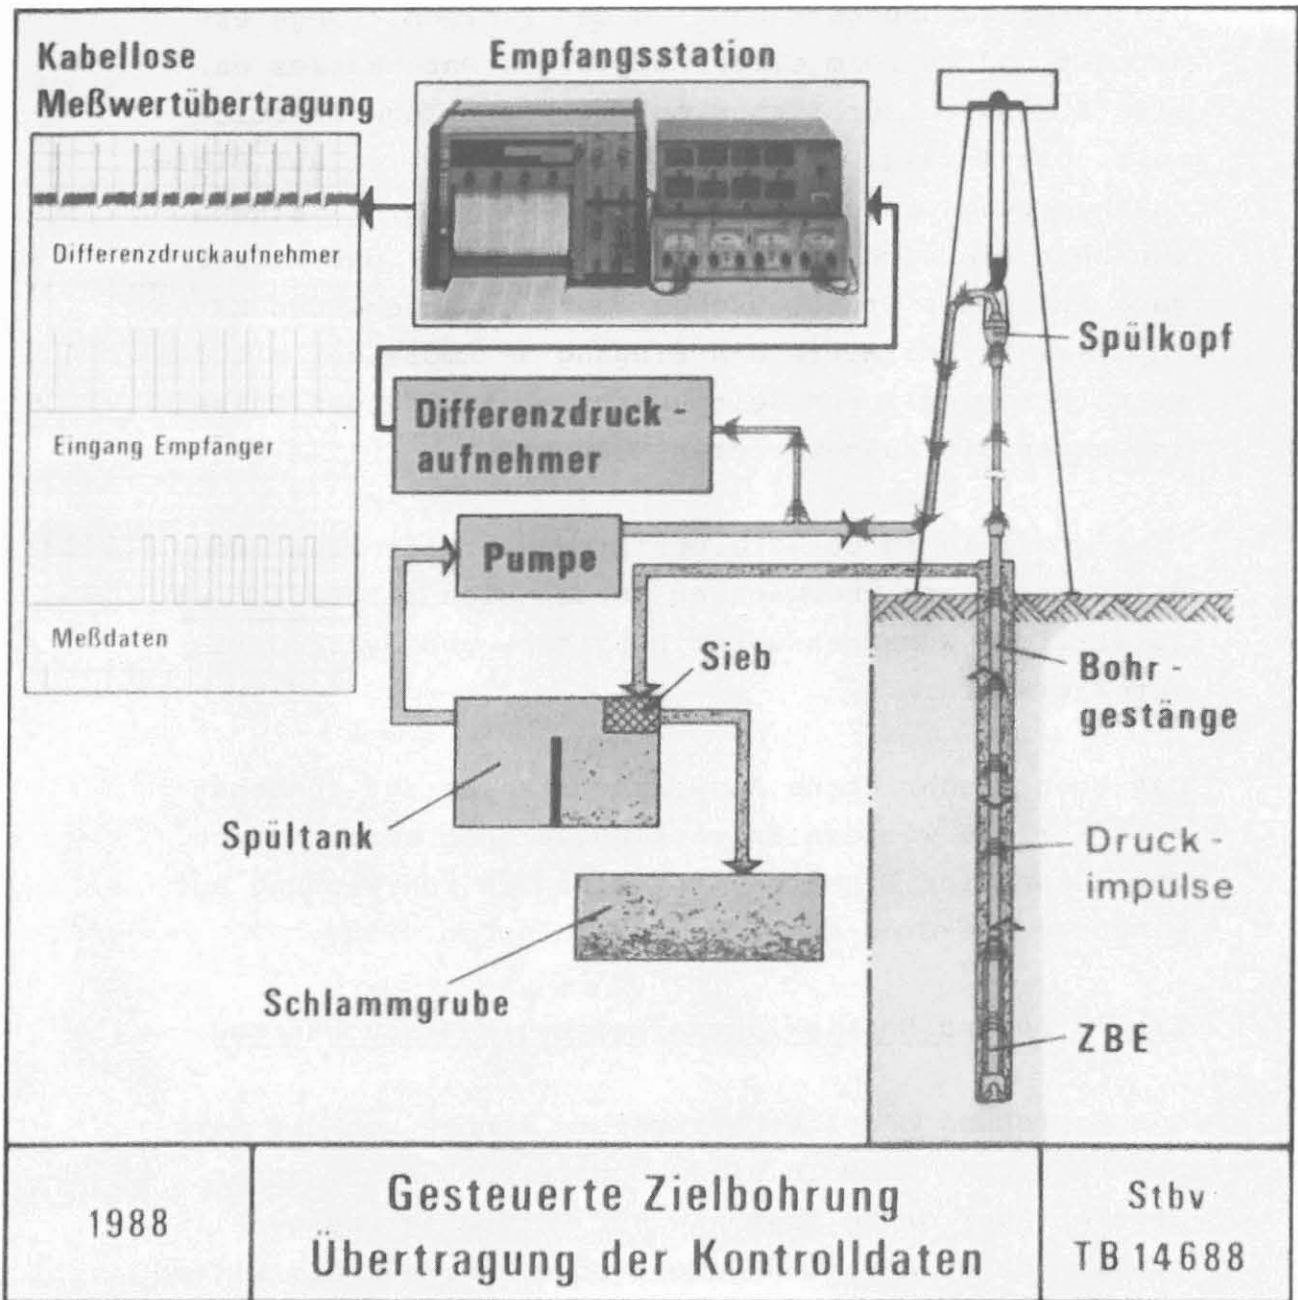 Kabellose
Meßwertübertragung
Empfangsstation
Differenzdruckaufnehmer
Eingang Empfänger
Meßdaten
Differenzdruck -
aufnehmer
Pumpe
Spülkopf
Sieb
Bohr -
gestänge
Spültank
Druck -
impulse
Schlammgrube
ZBE
1988
Gesteuerte Zielbohrung
Übertragung der Kontrolldaten
Stbv
TB 14688